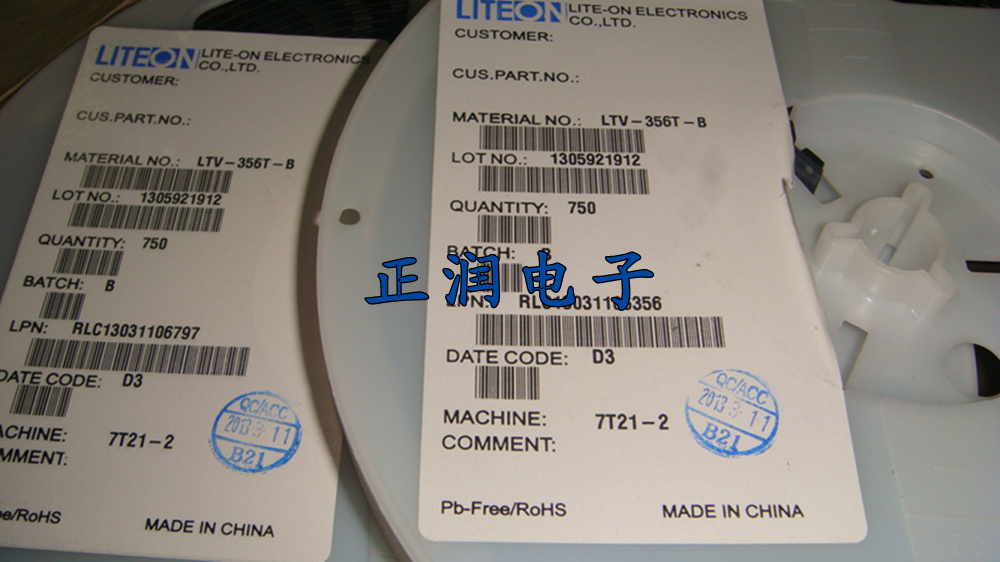 LITEON LITE-ON ELECTRONICS
CO.,LTD.
CUSTOMER:
CUS.PART.NO.:
MATERIAL NO.: LTV-356T-B
LOT NO.: 1305921912
QUANTITY: 750
BATCH: B
LPN: RLC13031106797
DATE CODE: D3
MACHINE: 7T21-2
COMMENT:
MADE IN CHINA
QC/ACC
2013 3 11
B21
LITEON LITE-ON ELECTRONICS
CO.,LTD.
CUSTOMER:
CUS.PART.NO.:
MATERIAL NO.: LTV-356T-B
LOT NO.: 1305921912
QUANTITY: 750
BATCH: B
LPN:
DATE CODE: D3
MACHINE: 7T21-2
COMMENT:
Pb-Free/RoHS MADE IN CHINA
QC/ACC
2013 3 11
B21
正润电子